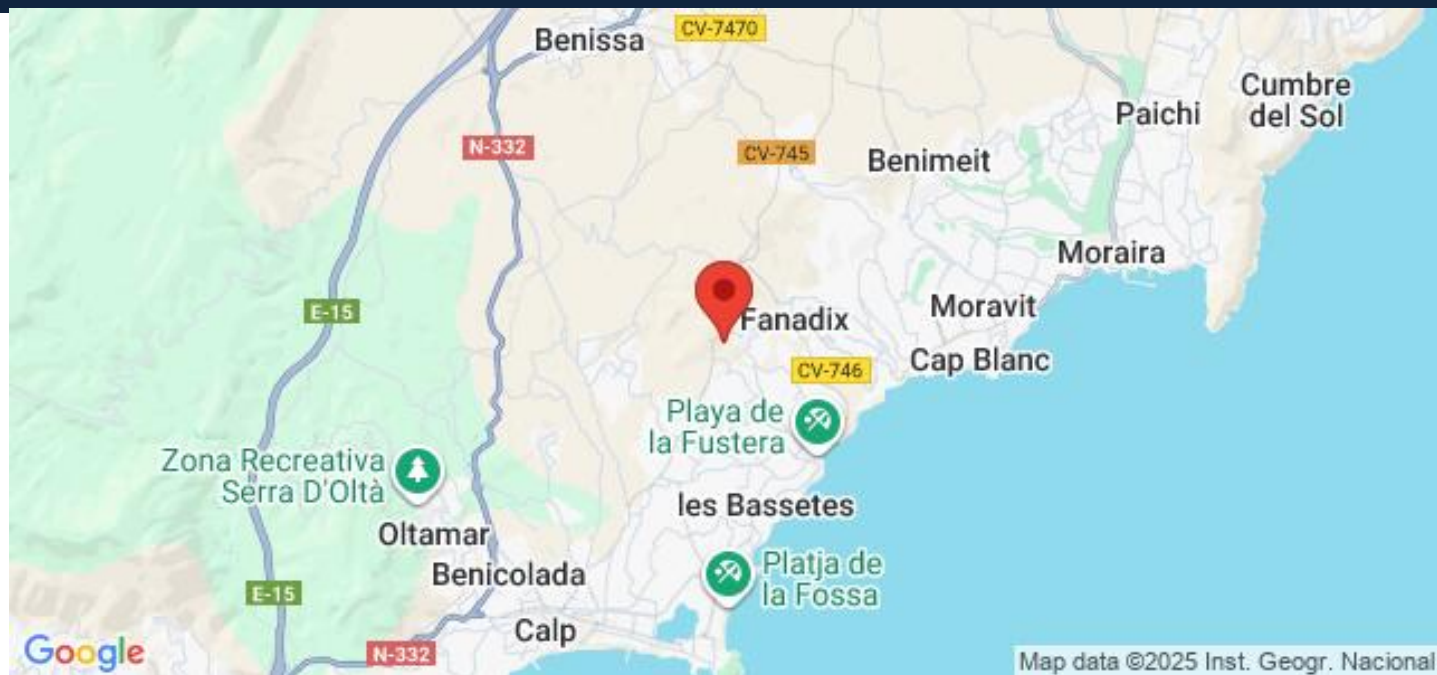 CV-7470
Benissa
Cumbre
del Sol
Paichi
N-332
CV-745
Benimeit
Moraira
E-15
Fanadix
Moravit
Cap Blanc
CV-746
Playa de
la Fustera
Zona Recreativa
Serra D'Oltà
les Bassetes
Oltamar
Benicolada
Platja de
la Fossa
E-15
Calp
N-332
Google
Map data ©2025 Inst. Geogr. Nacional